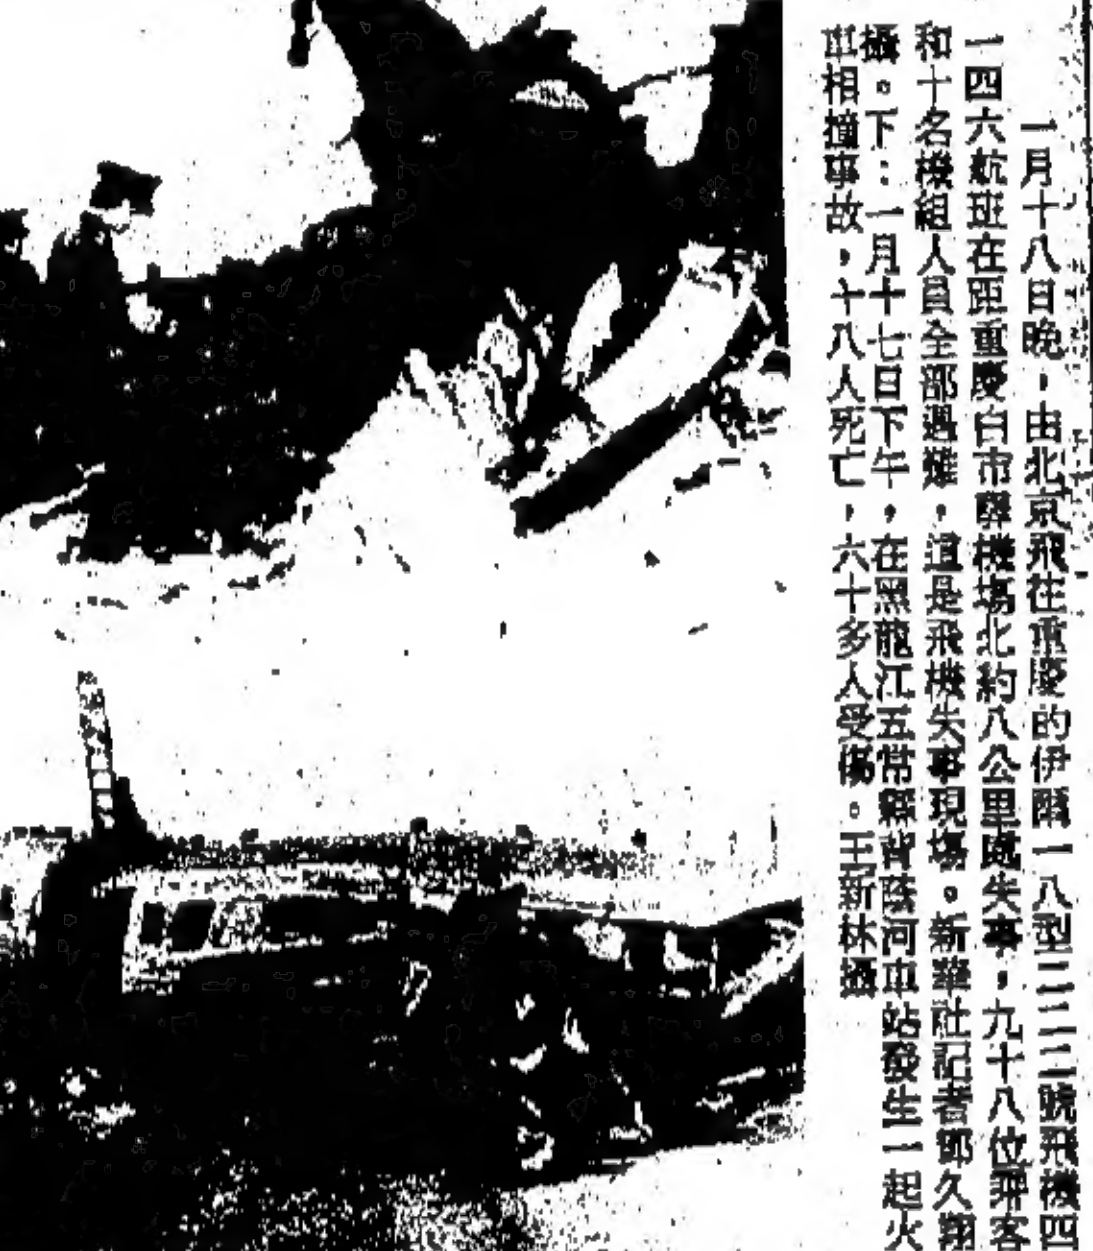 一月十八日晚，由北京飛往重慶的伊爾一八型二二二號飛機四
一四六航班在距重慶白市驛機場北約八公里處失事，九十八位乘客
和十名機組人員全部遇難，這是飛機失事現場。新華社記者鄧久翔
攝。下：一月十七日下午，在黑龍江五常縣背蔭河車站發生一起火
車相撞事故，十八人死亡，六十多人受傷。王新林攝